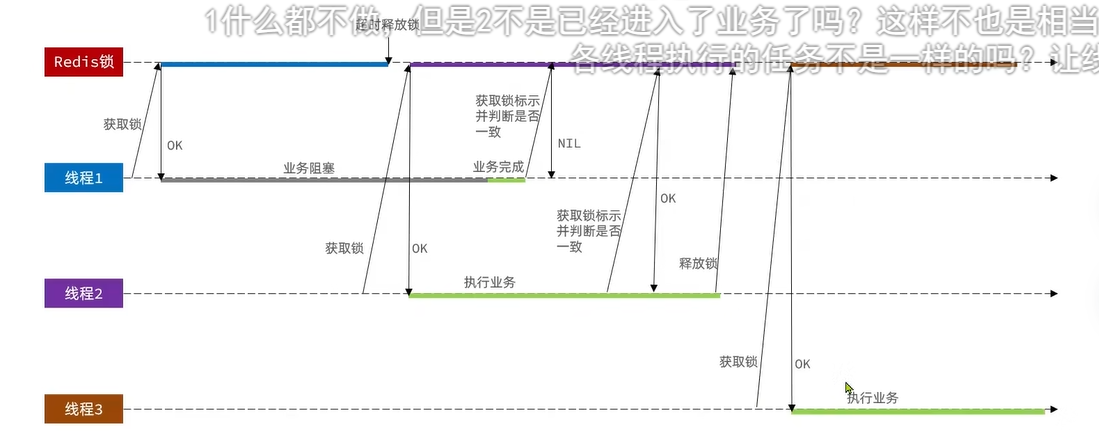 1什么都不做，但是2不是已经进入了业务了吗？这样不也是相当
超时释放锁
各线程执行的任务不是一样的吗？让线
Redis锁
获取锁
OK
获取锁标示
并判断是否
一致
NIL
线程1
业务阻塞
业务完成
获取锁
OK
获取锁标示
并判断是否
一致
OK
释放锁
线程2
执行业务
获取锁
OK
线程3
执行业务